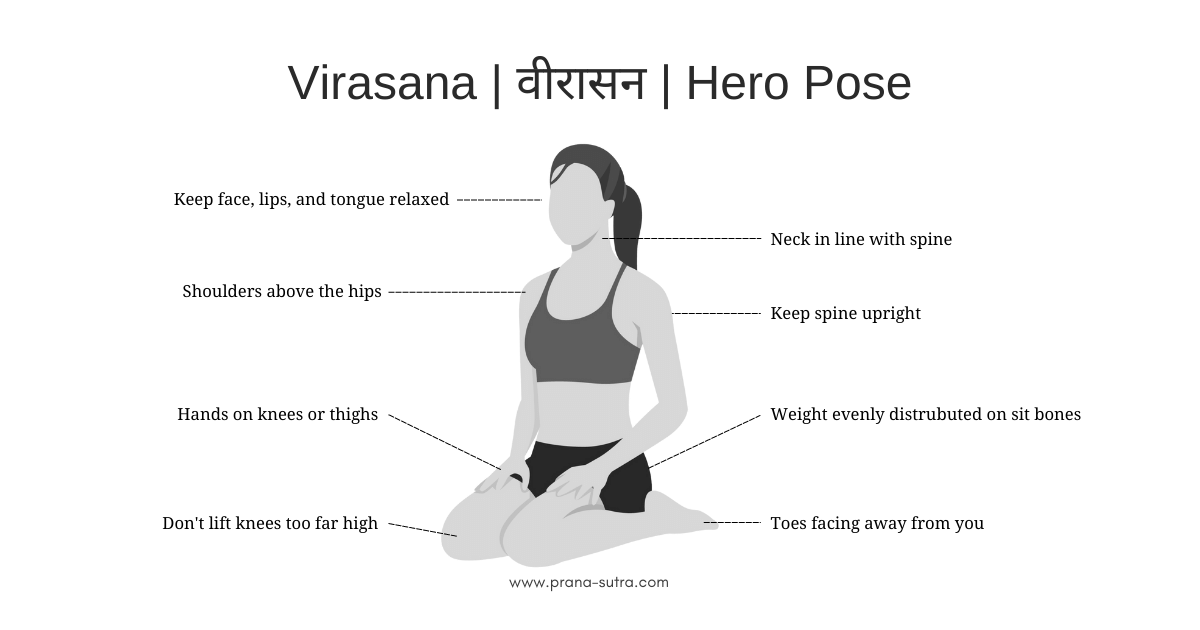 Virasana | वीरासन | Hero Pose
Keep face, lips, and tongue relaxed
Neck in line with spine
Shoulders above the hips
Keep spine upright
Hands on knees or thighs
Weight evenly distrubuted on sit bones
Don't lift knees too far high
Toes facing away from you
www.prana-sutra.com